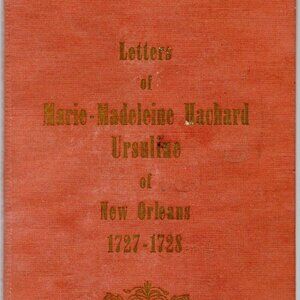 Letters
of
Marie-Madeleine Hachard
Ursuline
of
New Orleans
1727-1728